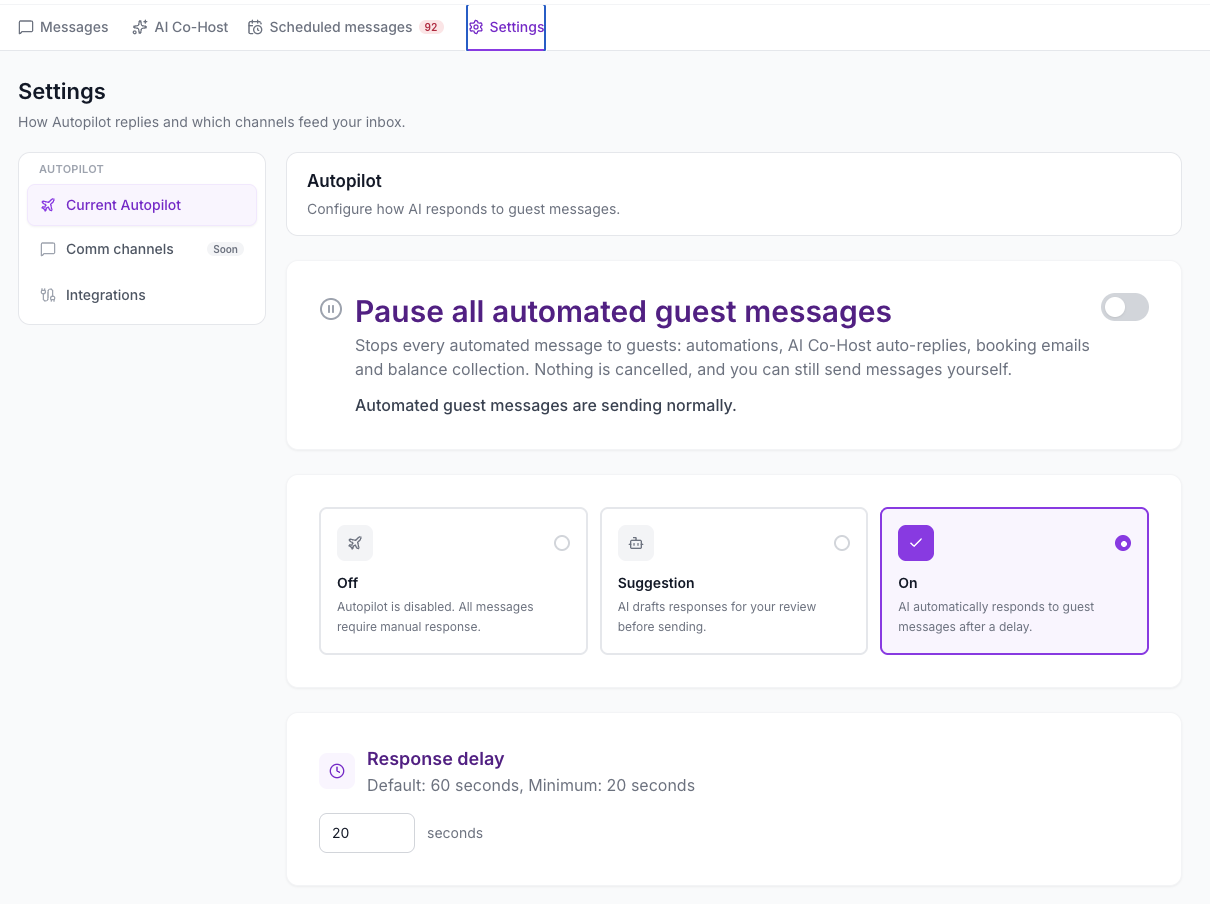 Messages
AI Co-Host
Scheduled messages 92
Settings
Settings
How Autopilot replies and which channels feed your inbox.
AUTOPILOT
Current Autopilot
Comm channels Soon
Integrations
Autopilot
Configure how AI responds to guest messages.
Pause all automated guest messages
Stops every automated message to guests: automations, AI Co-Host auto-replies, booking emails
and balance collection. Nothing is cancelled, and you can still send messages yourself.
Automated guest messages are sending normally.
Off
Autopilot is disabled. All messages
require manual response.
Suggestion
AI drafts responses for your review
before sending.
On
AI automatically responds to guest
messages after a delay.
Response delay
Default: 60 seconds, Minimum: 20 seconds
20 seconds